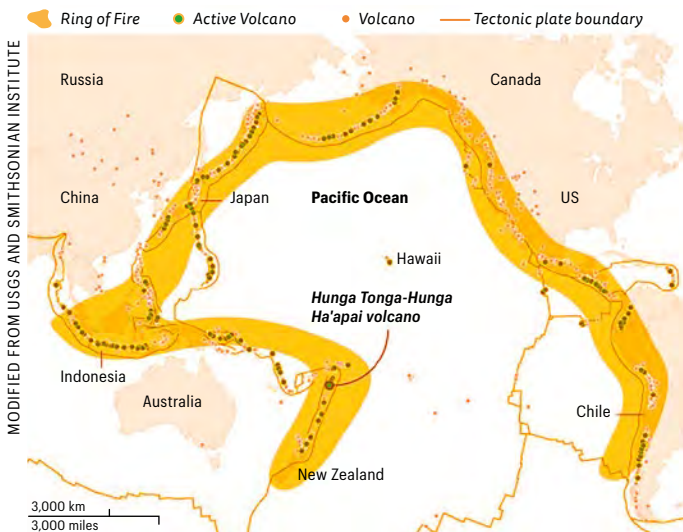 Ring of Fire
Active Volcano
Volcano
Tectonic plate boundary
MODIFIED FROM USGS AND SMITHSONIAN INSTITUTE
Russia
Canada
China
Japan
Pacific Ocean
US
Hawaii
Hunga Tonga-Hunga
Ha'apai volcano
Indonesia
Australia
Chile
New Zealand
3,000 km
3,000 miles